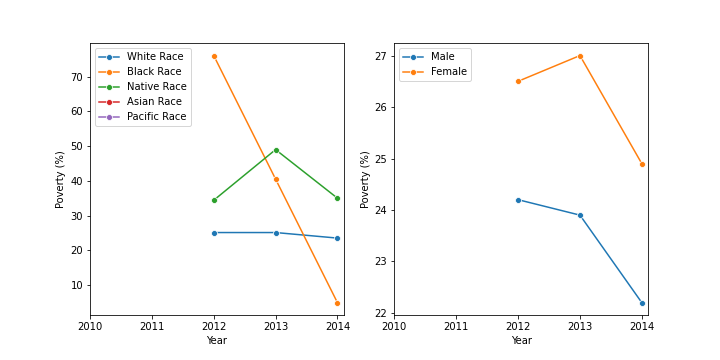 White Race
Black Race
Native Race
Asian Race
Pacific Race
70
60
50
40
30
20
10
Poverty (%)
2010 2011 2012 2013 2014
Year
Male
Female
27
26
25
24
23
22
Poverty (%)
2010 2011 2012 2013 2014
Year